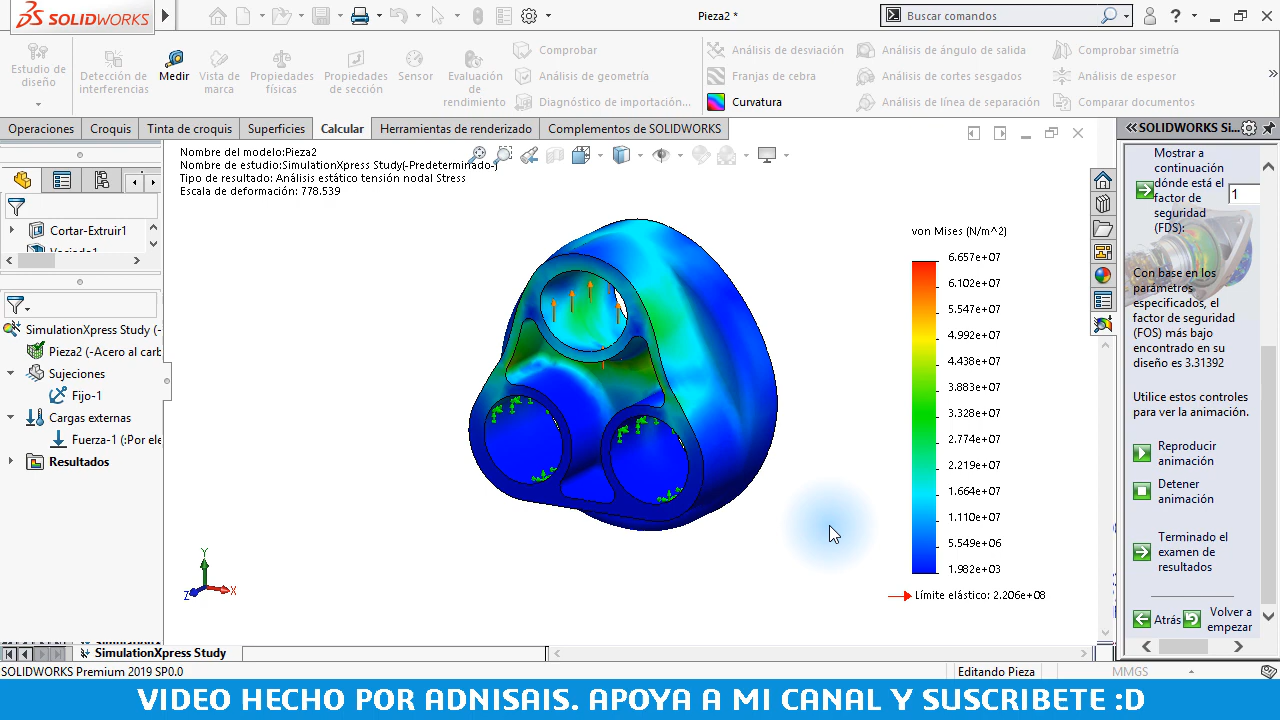 SOLIDWORKS
Pieza2 *
Buscar comandos
Estudio de
diseño
Detección de
interferencias
Medir
Vista de
marca
Propiedades
físicas
Propiedades
de sección
Sensor
Evaluación
de
rendimiento
Comprobar
Análisis de geometría
Diagnóstico de importación...
Análisis de desviación
Franjas de cebra
Curvatura
Análisis de ángulo de salida
Análisis de cortes sesgados
Análisis de línea de separación
Comprobar simetría
Análisis de espesor
Comparar documentos
Operaciones
Croquis
Tinta de croquis
Superficies
Calcular
Herramientas de renderizado
Complementos de SOLIDWORKS
Cortar-Extruir1
Vaciado1
SimulationXpress Study (-
Pieza2 (-Acero al carb
Sujeciones
Fijo-1
Cargas externas
Fuerza-1 (:Por ele
Resultados
Nombre del modelo:Pieza2
Nombre de estudio:SimulationXpress Study(-Predeterminado-)
Tipo de resultado: Análisis estático tensión nodal Stress
Escala de deformación: 778.539
von Mises (N/m^2)
6.657e+07
6.102e+07
5.547e+07
4.992e+07
4.438e+07
3.883e+07
3.328e+07
2.774e+07
2.219e+07
1.664e+07
1.110e+07
5.549e+06
1.982e+03
Límite elástico: 2.206e+08
Y
X
Z
SOLIDWORKS Si...
Mostrar a
continuación
dónde está el
factor de
seguridad
(FDS):
1
Con base en los
parámetros
especificados, el
factor de seguridad
(FOS) más bajo
encontrado en su
diseño es 3.31392
Utilice estos controles
para ver la animación.
Reproducir
animación
Detener
animación
Terminado el
examen de
resultados
Atrás
Volver a
empezar
SimulationXpress Study
SOLIDWORKS Premium 2019 SP0.0
Editando Pieza
MMGS
VIDEO HECHO POR ADNISAIS. APOYA A MI CANAL Y SUSCRIBETE :D